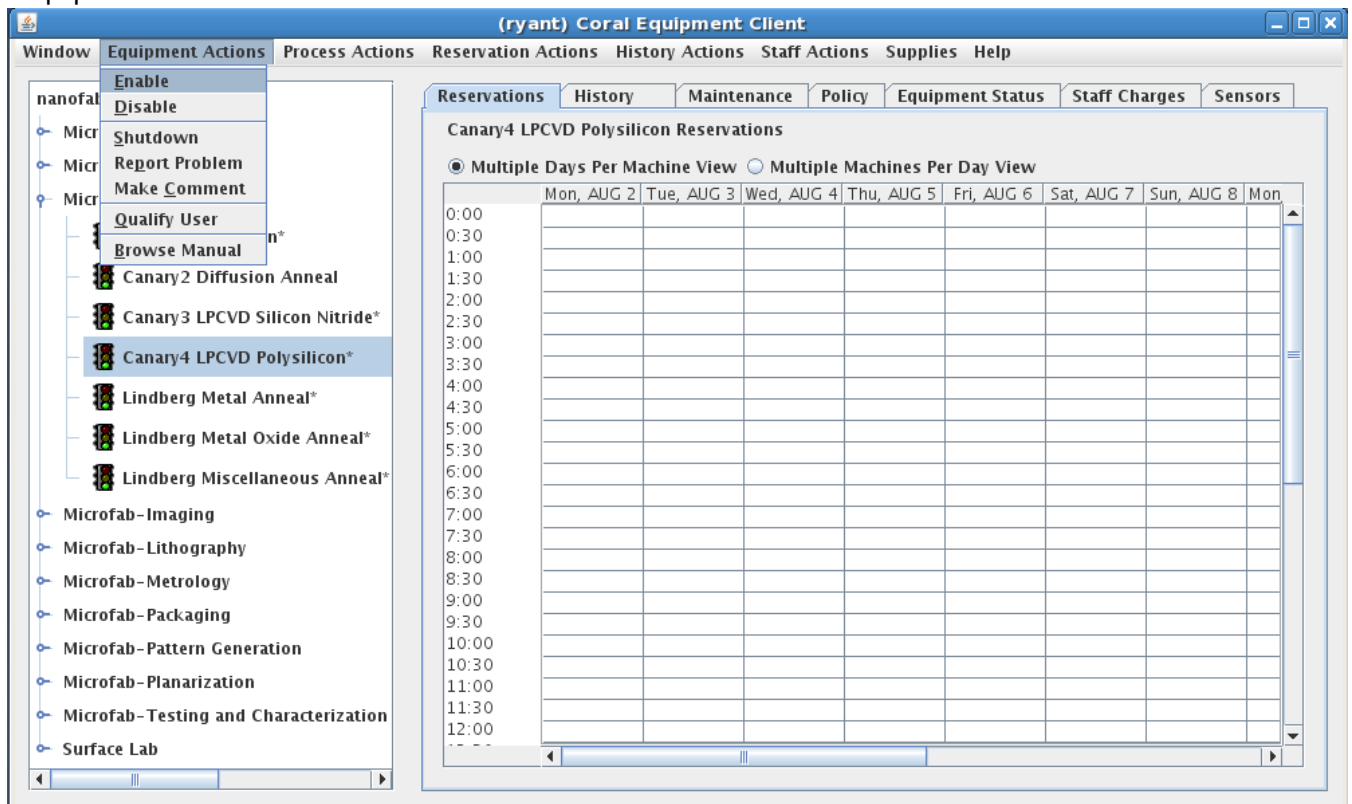 (ryant) Coral Equipment Client
Window Equipment Actions Process Actions Reservation Actions History Actions Staff Actions Supplies Help
Enable
Disable
Shutdown
Report Problem
Make Comment
Qualify User
Browse Manual
nanofab
Micr
Micr
Micr
n*
Canary2 Diffusion Anneal
Canary3 LPCVD Silicon Nitride*
Canary4 LPCVD Polysilicon*
Lindberg Metal Anneal*
Lindberg Metal Oxide Anneal*
Lindberg Miscellaneous Anneal*
Microfab-Imaging
Microfab-Lithography
Microfab-Metrology
Microfab-Packaging
Microfab-Pattern Generation
Microfab-Planarization
Microfab-Testing and Characterization
Surface Lab
Reservations History Maintenance Policy Equipment Status Staff Charges Sensors
Canary4 LPCVD Polysilicon Reservations
Multiple Days Per Machine View Multiple Machines Per Day View
Mon, AUG 2 Tue, AUG 3 Wed, AUG 4 Thu, AUG 5 Fri, AUG 6 Sat, AUG 7 Sun, AUG 8 Mon,
0:00
0:30
1:00
1:30
2:00
2:30
3:00
3:30
4:00
4:30
5:00
5:30
6:00
6:30
7:00
7:30
8:00
8:30
9:00
9:30
10:00
10:30
11:00
11:30
12:00